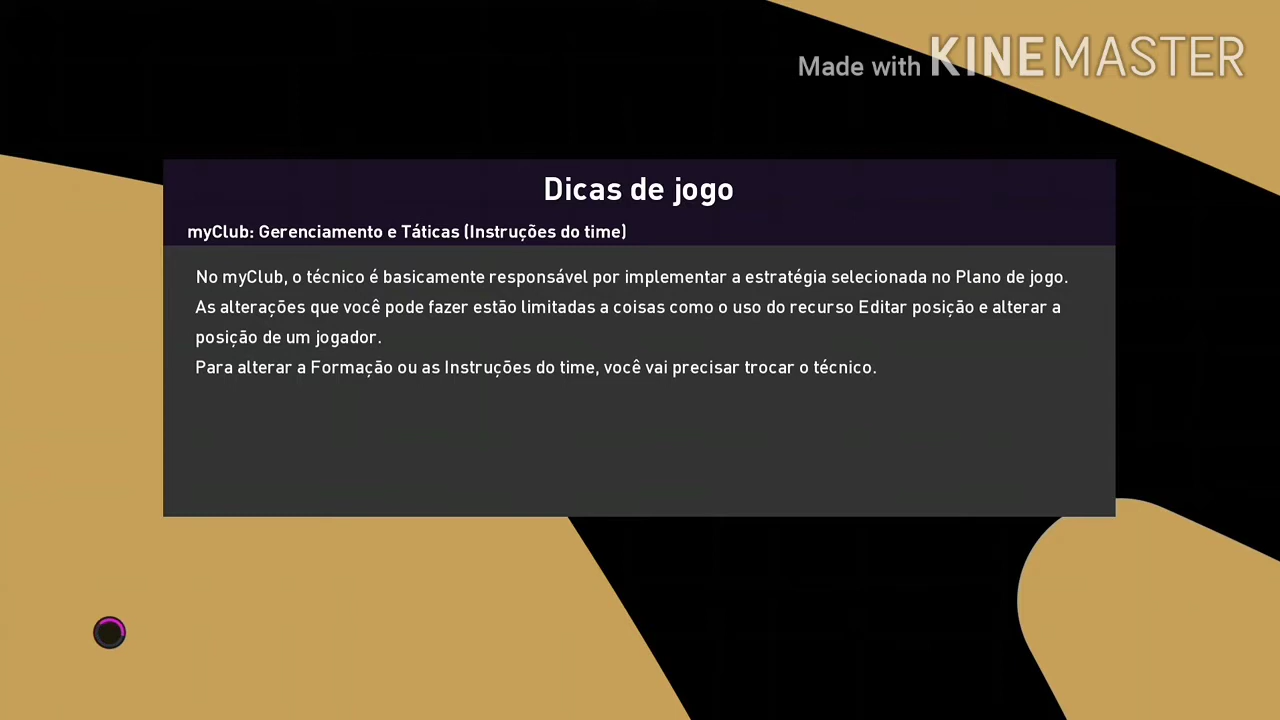 Made with KINEMASTER
Dicas de jogo
myClub: Gerenciamento e Táticas (Instruções do time)
No myClub, o técnico é basicamente responsável por implementar a estratégia selecionada no Plano de jogo.
As alterações que você pode fazer estão limitadas a coisas como o uso do recurso Editar posição e alterar a
posição de um jogador.
Para alterar a Formação ou as Instruções do time, você vai precisar trocar o técnico.